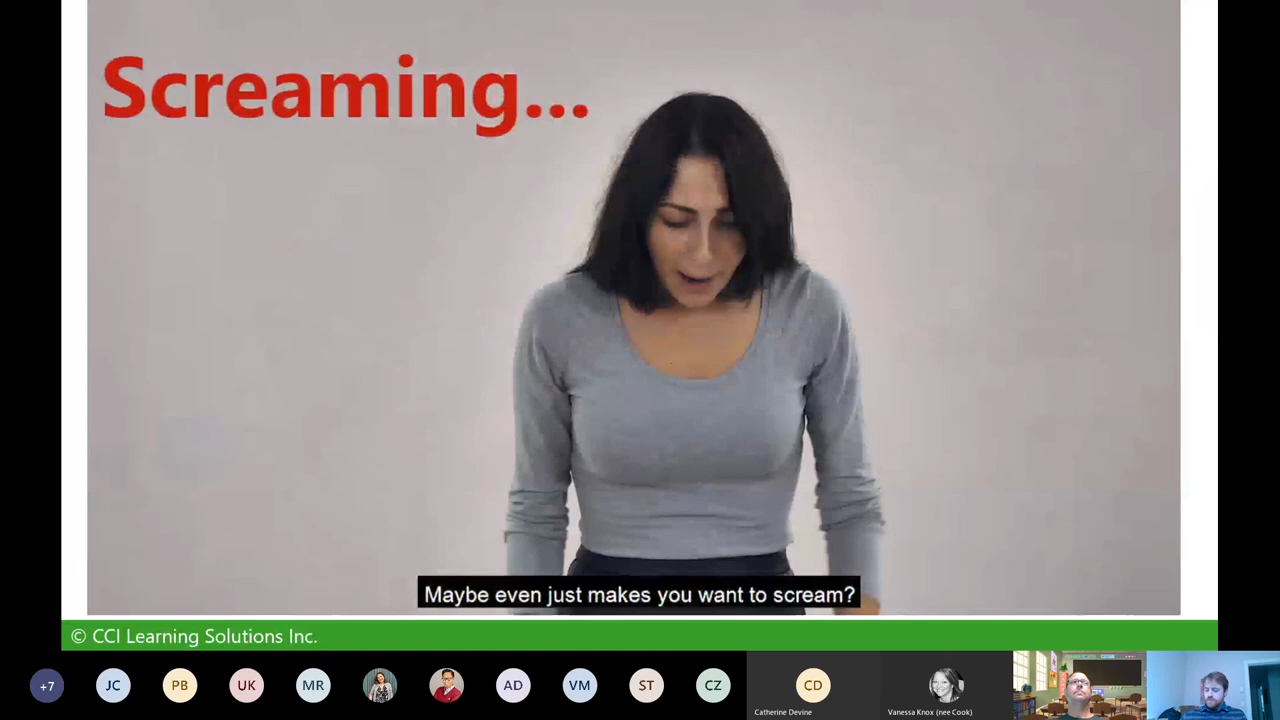 Screaming...
Maybe even just makes you want to scream?
© CCI Learning Solutions Inc.
+7
JC
PB
UK
MR
AD
VM
ST
CZ
CD
Catherine Devine
Vanessa Knox (nee Cook)